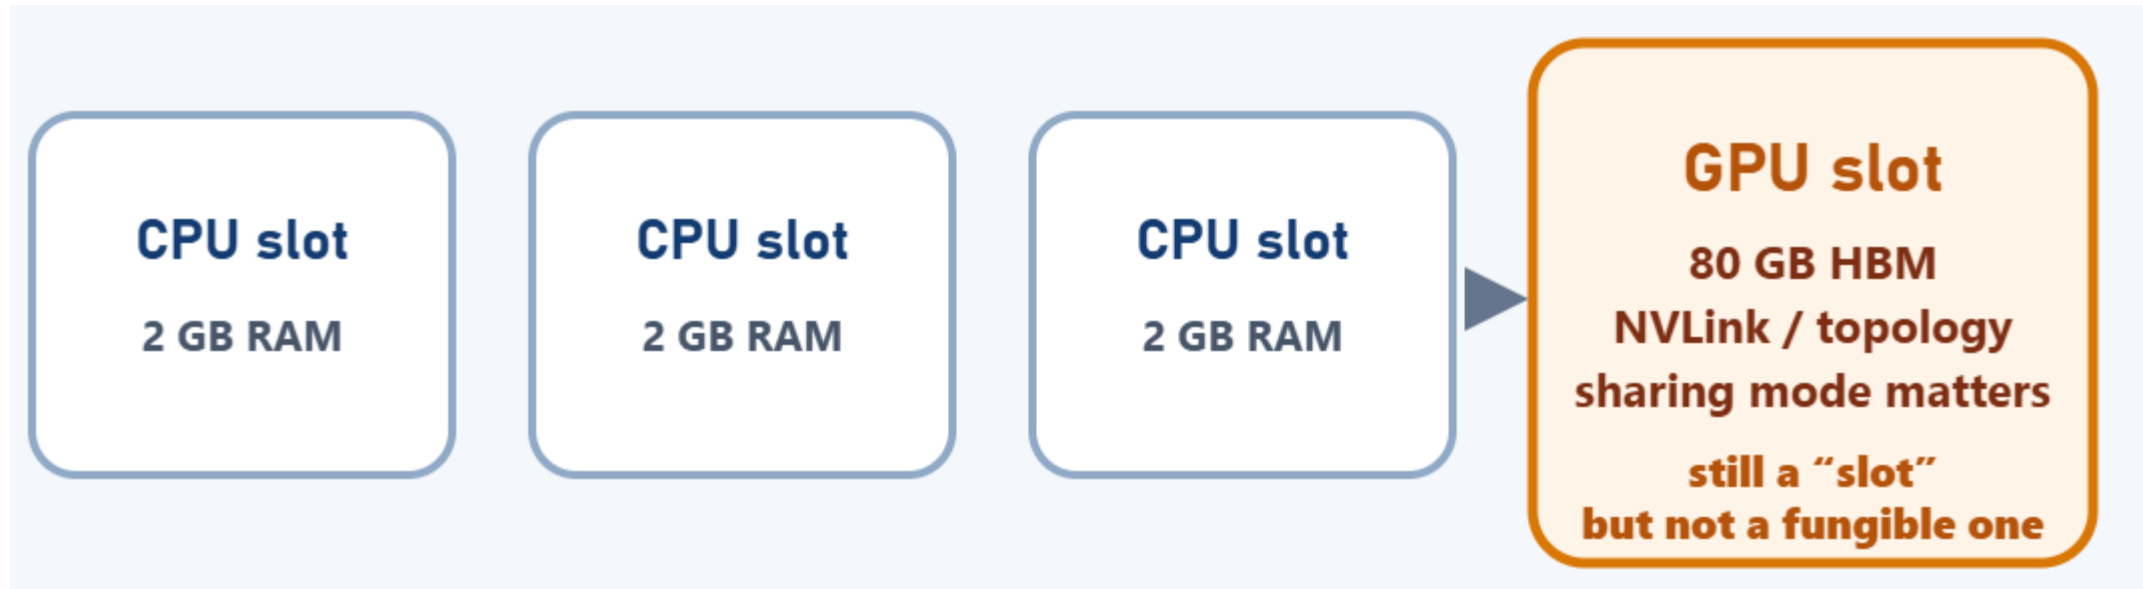 CPU slot
2 GB RAM
CPU slot
2 GB RAM
CPU slot
2 GB RAM
GPU slot
80 GB HBM
NVLink / topology
sharing mode matters
still a “slot”
but not a fungible one